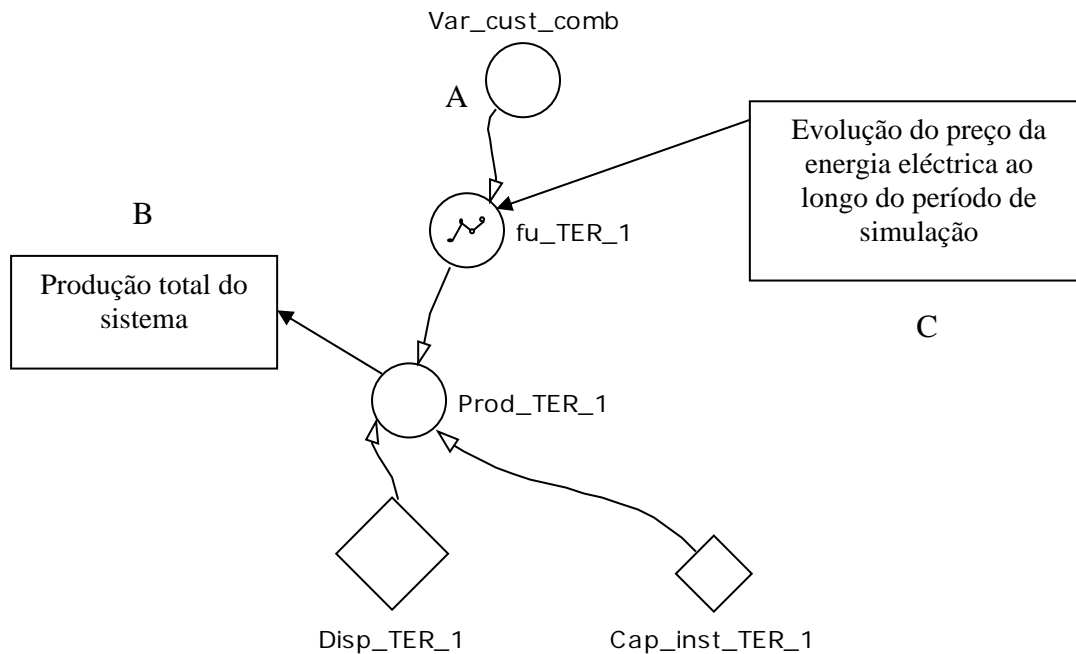 Var_cust_comb
A
Evolução do preço da
energia eléctrica ao
longo do período de
simulação
C
fu_TER_1
B
Produção total do
sistema
Prod_TER_1
Disp_TER_1
Cap_inst_TER_1